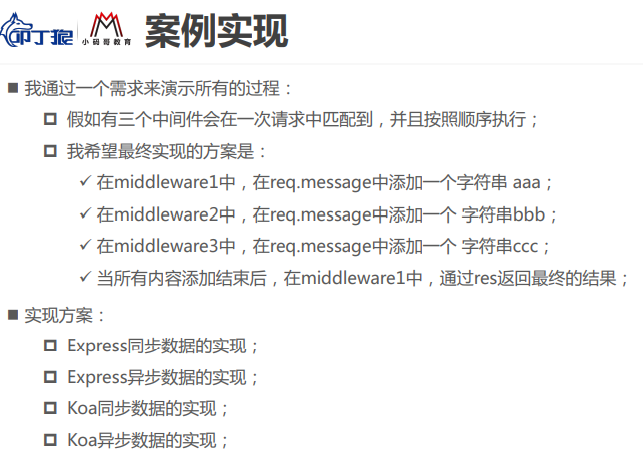 叩丁狼 小码哥教育 案例实现
我通过一个需求来演示所有的过程：
假如有三个中间件会在一次请求中匹配到，并且按照顺序执行；
我希望最终实现的方案是：
在middleware1中，在req.message中添加一个字符串 aaa；
在middleware2中，在req.message中添加一个 字符串bbb；
在middleware3中，在req.message中添加一个 字符串ccc；
当所有内容添加结束后，在middleware1中，通过res返回最终的结果；
实现方案：
Express同步数据的实现；
Express异步数据的实现；
Koa同步数据的实现；
Koa异步数据的实现；